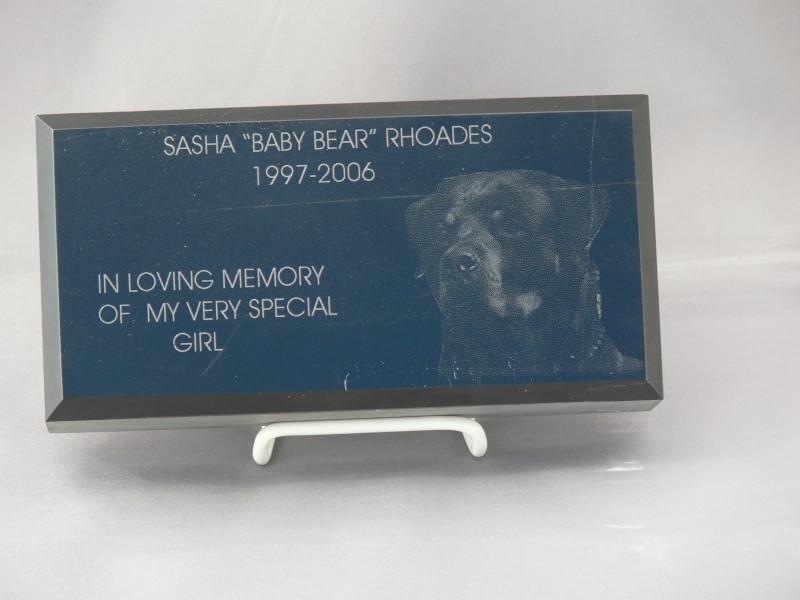 SASHA “BABY BEAR” RHOADES
1997-2006
IN LOVING MEMORY
OF MY VERY SPECIAL
GIRL